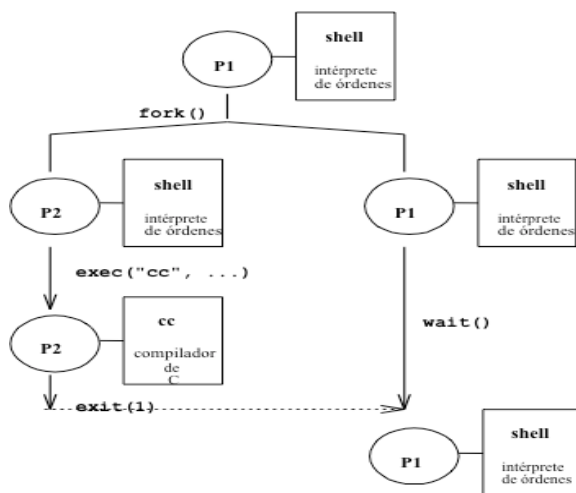 shell
P1
intérprete
de órdenes
fork()
shell
P2
intérprete
de órdenes
shell
P1
intérprete
de órdenes
exec("cc", ...)
cc
P2
compilador
de
C
wait()
exit(1)
shell
P1
intérprete
de órdenes